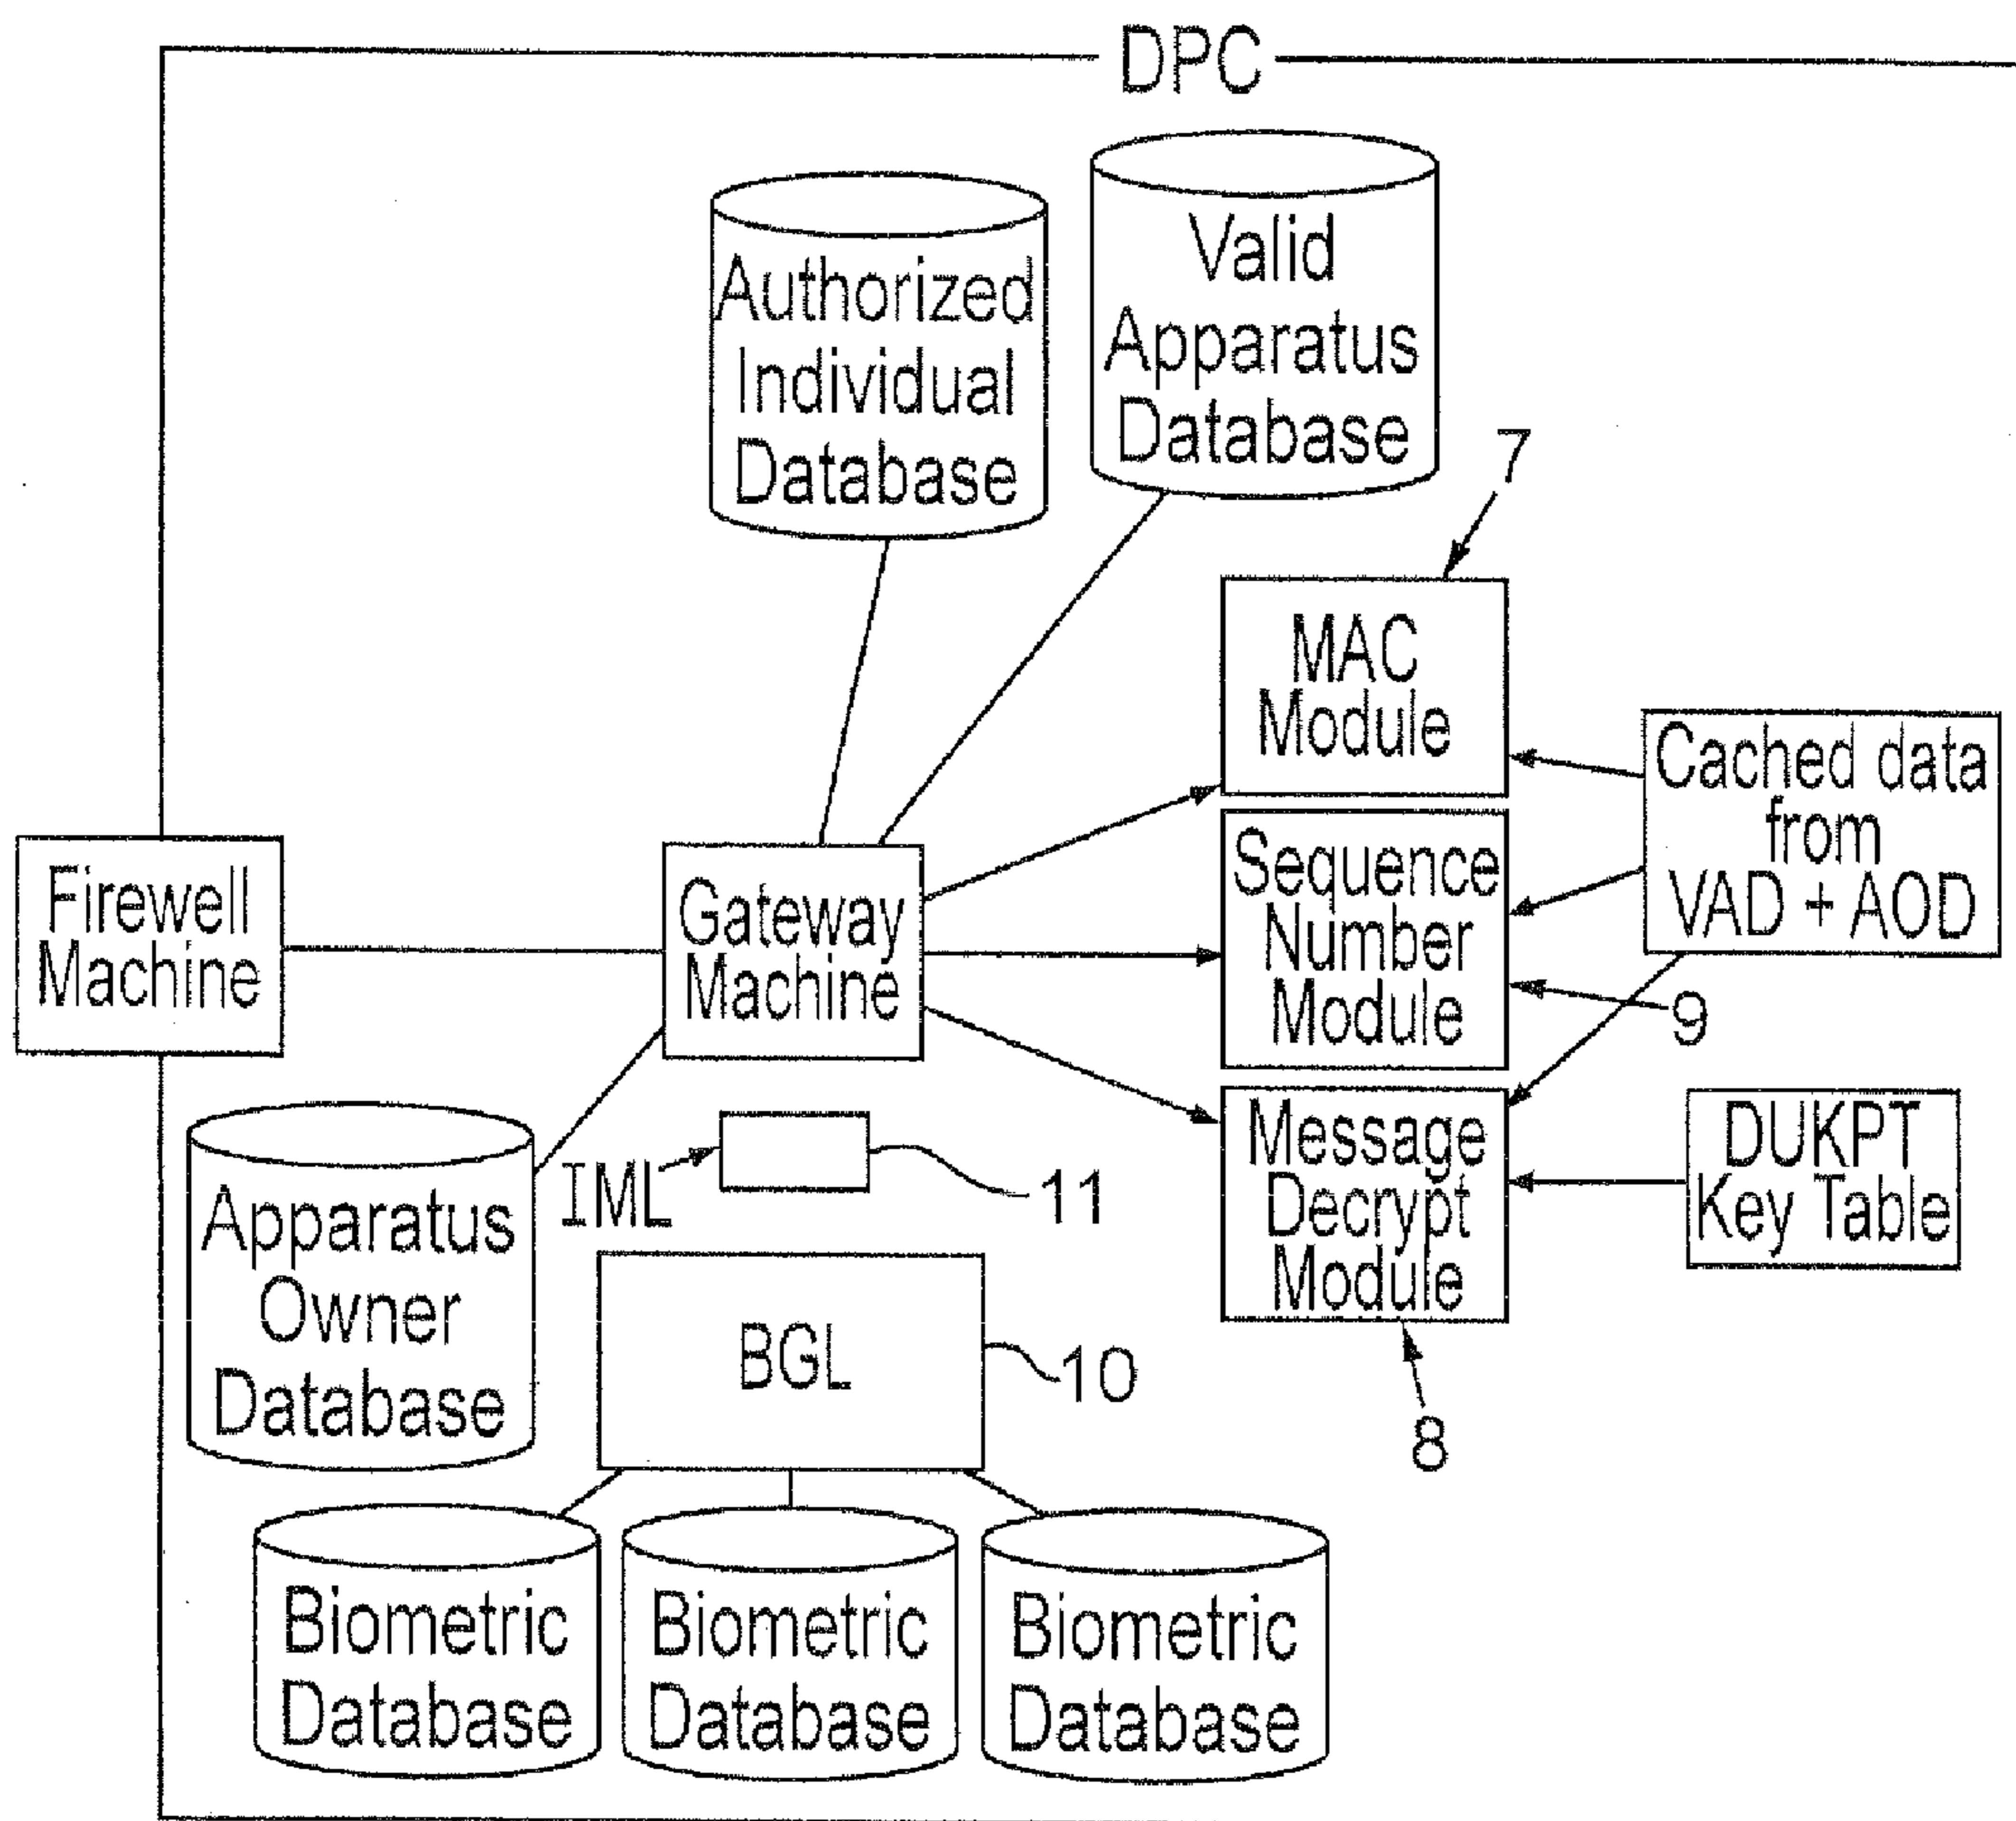 DPC
Authorized
Individual
Database
Valid
Apparatus
Database
7
MAC
Module
Cached data
from
VAD + AOD
Firewell
Machine
Gateway
Machine
Sequence
Number
Module
9
Apparatus
Owner
Database
IML
11
Message
Decrypt
Module
DUKPT
Key Table
BGL
10
8
Biometric
Database
Biometric
Database
Biometric
Database